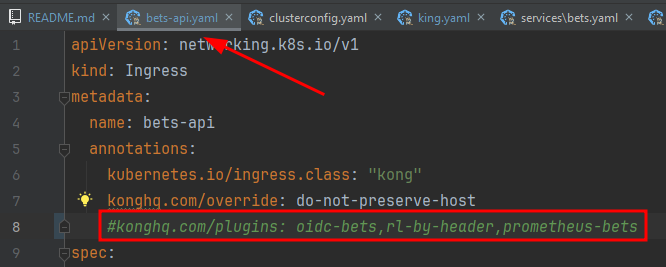 README.md bets-api.yaml clusterconfig.yaml king.yaml services\bets.yaml
1 apiVersion: networking.k8s.io/v1
2 kind: Ingress
3 metadata:
4 name: bets-api
5 annotations:
6 kubernetes.io/ingress.class: "kong"
7 konghq.com/override: do-not-preserve-host
8 #konghq.com/plugins: oidc-bets,rl-by-header,prometheus-bets
9 spec: